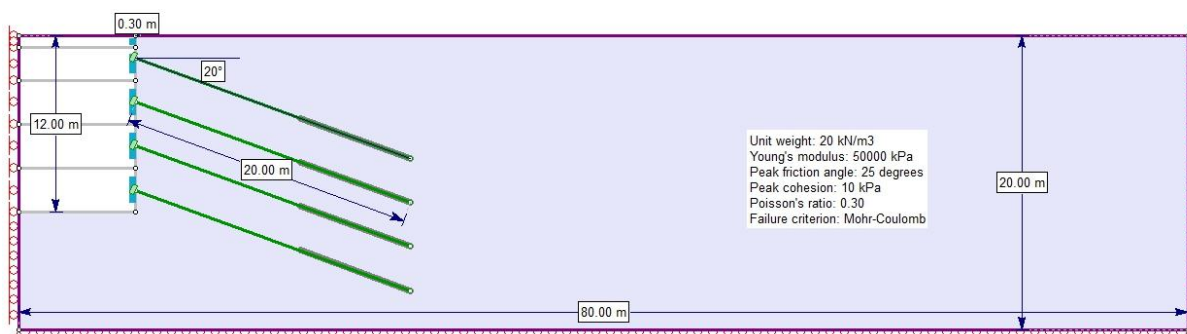 0.30 m
20°
12.00 m
20.00 m
Unit weight: 20 kN/m3
Young's modulus: 50000 kPa
Peak friction angle: 25 degrees
Peak cohesion: 10 kPa
Poisson's ratio: 0.30
Failure criterion: Mohr-Coulomb
20.00 m
80.00 m